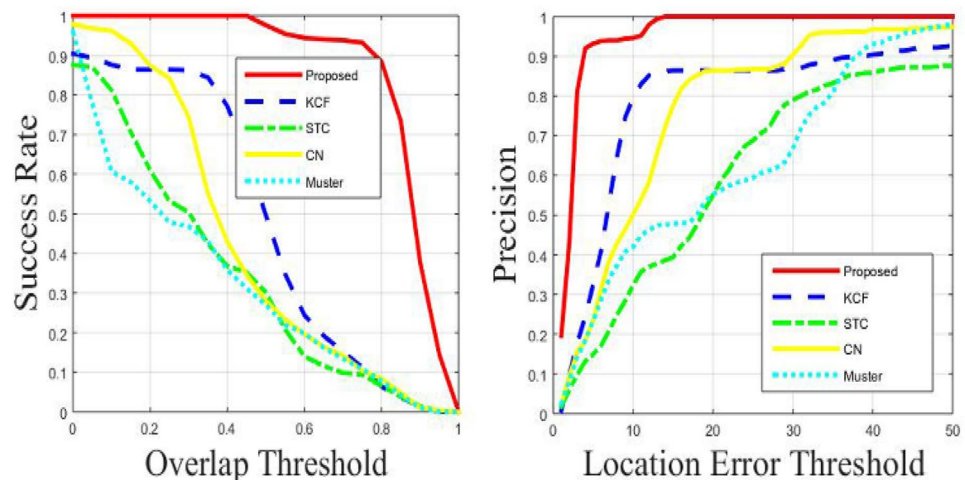 Success Rate
1
0.9
0.8
0.7
0.6
0.5
0.4
0.3
0.2
0.1
0
0
0.2
0.4
0.6
0.8
1
Overlap Threshold
Proposed
KCF
STC
CN
Muster
Precision
1
0.9
0.8
0.7
0.6
0.5
0.4
0.3
0.2
0.1
0
0
10
20
30
40
50
Location Error Threshold
Proposed
KCF
STC
CN
Muster